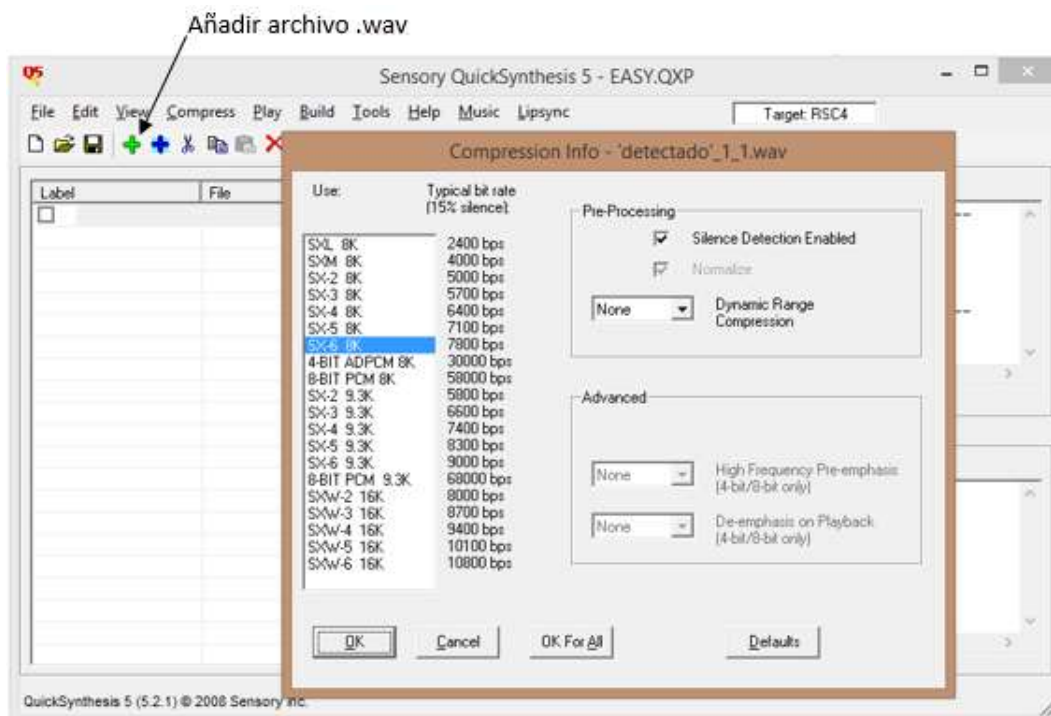 Añadir archivo .wav
QS
Sensory QuickSynthesis 5 - EASY.QXP
File Edit View Compress Play Build Tools Help Music Lipsync
Target: RSC4
Compression Info - 'detectado'_1_1.wav
Label File
Use: Typical bit rate
(15% silence):
SXL 8K 2400 bps
SXM 8K 4000 bps
SX-2 8K 5000 bps
SX-3 8K 5700 bps
SX-4 8K 6400 bps
SX-5 8K 7100 bps
SX-6 8K 7800 bps
4-BIT ADPCM 8K 30000 bps
8-BIT PCM 8K 58000 bps
SX-2 9.3K 5800 bps
SX-3 9.3K 6600 bps
SX-4 9.3K 7400 bps
SX-5 9.3K 8300 bps
SX-6 9.3K 9000 bps
8-BIT PCM 9.3K 68000 bps
SXW-2 16K 8000 bps
SXW-3 16K 8700 bps
SXW-4 16K 9400 bps
SXW-5 16K 10100 bps
SXW-6 16K 10800 bps
Pre-Processing
Silence Detection Enabled
Normalize
None
Dynamic Range
Compression
Advanced
None
High Frequency Pre-emphasis
(4-bit/8-bit only)
None
De-emphasis on Playback
(4-bit/8-bit only)
OK Cancel OK For All Defaults
QuickSynthesis 5 (5.2.1) © 2008 Sensory Inc.